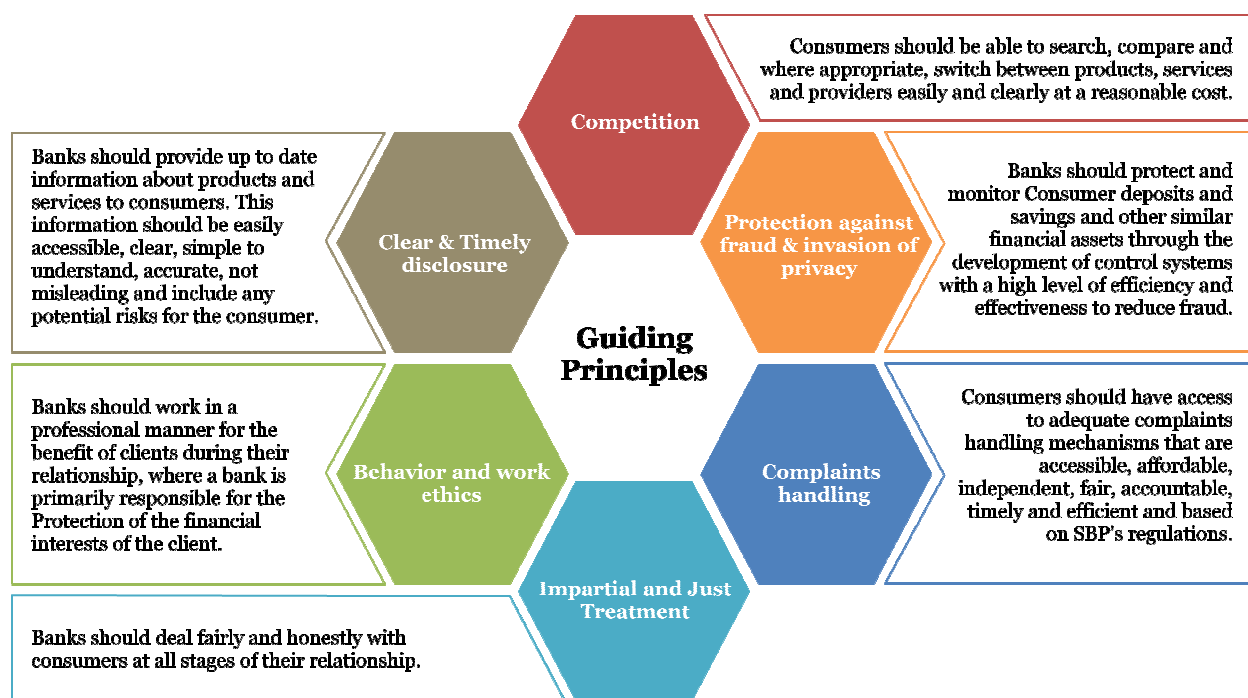 Competition
Consumers should be able to search, compare and
where appropriate, switch between products, services
and providers easily and clearly at a reasonable cost.
Banks should provide up to date
information about products and
services to consumers. This
information should be easily
accessible, clear, simple to
understand, accurate, not
misleading and include any
potential risks for the consumer.
Clear & Timely
disclosure
Protection against
fraud & invasion of
privacy
Banks should protect and
monitor Consumer deposits and
savings and other similar
financial assets through the
development of control systems
with a high level of efficiency and
effectiveness to reduce fraud.
Guiding
Principles
Banks should work in a
professional manner for the
benefit of clients during their
relationship, where a bank is
primarily responsible for the
Protection of the financial
interests of the client.
Behavior and work
ethics
Complaints
handling
Consumers should have access
to adequate complaints
handling mechanisms that are
accessible, affordable,
independent, fair, accountable,
timely and efficient and based
on SBP's regulations.
Impartial and Just
Treatment
Banks should deal fairly and honestly with
consumers at all stages of their relationship.